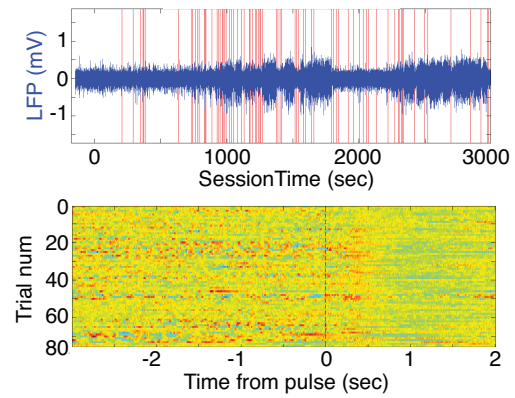 LFP (mV)
1
0
-1
0 1000 2000 3000
SessionTime (sec)
Trial num
0
20
40
60
80
-2 -1 0 1 2
Time from pulse (sec)